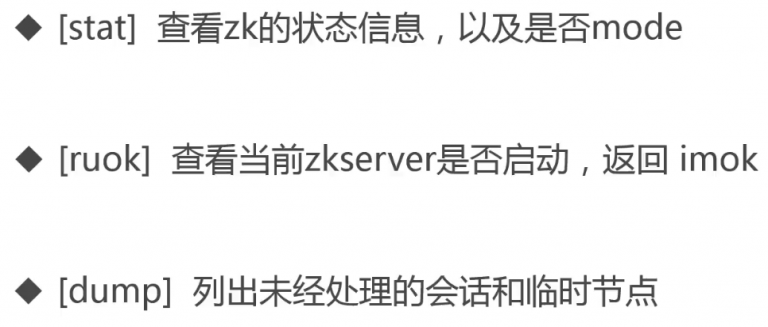 ◆ [stat] 查看zk的状态信息，以及是否mode
◆ [ruok] 查看当前zkserver是否启动，返回 imok
◆ [dump] 列出未经处理的会话和临时节点